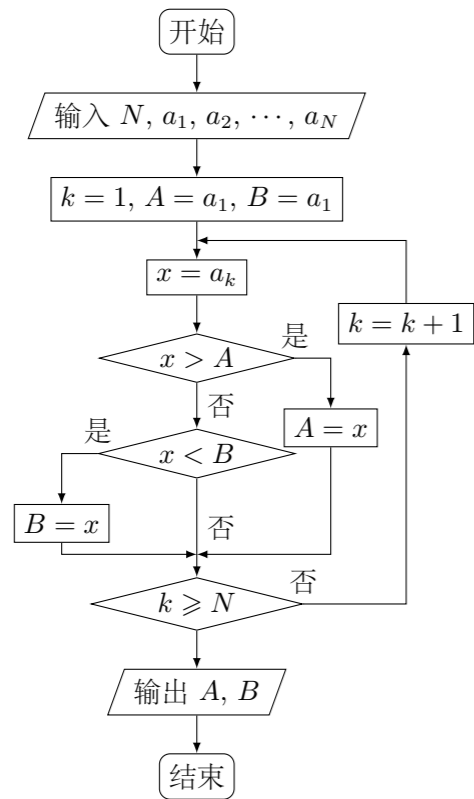 开始
输入 N, a₁, a₂, ⋯, a_N
k = 1, A = a₁, B = a₁
x = a_k
k = k + 1
x > A
是
否
A = x
是
x < B
B = x
否
k ⩾ N
否
输出 A, B
结束